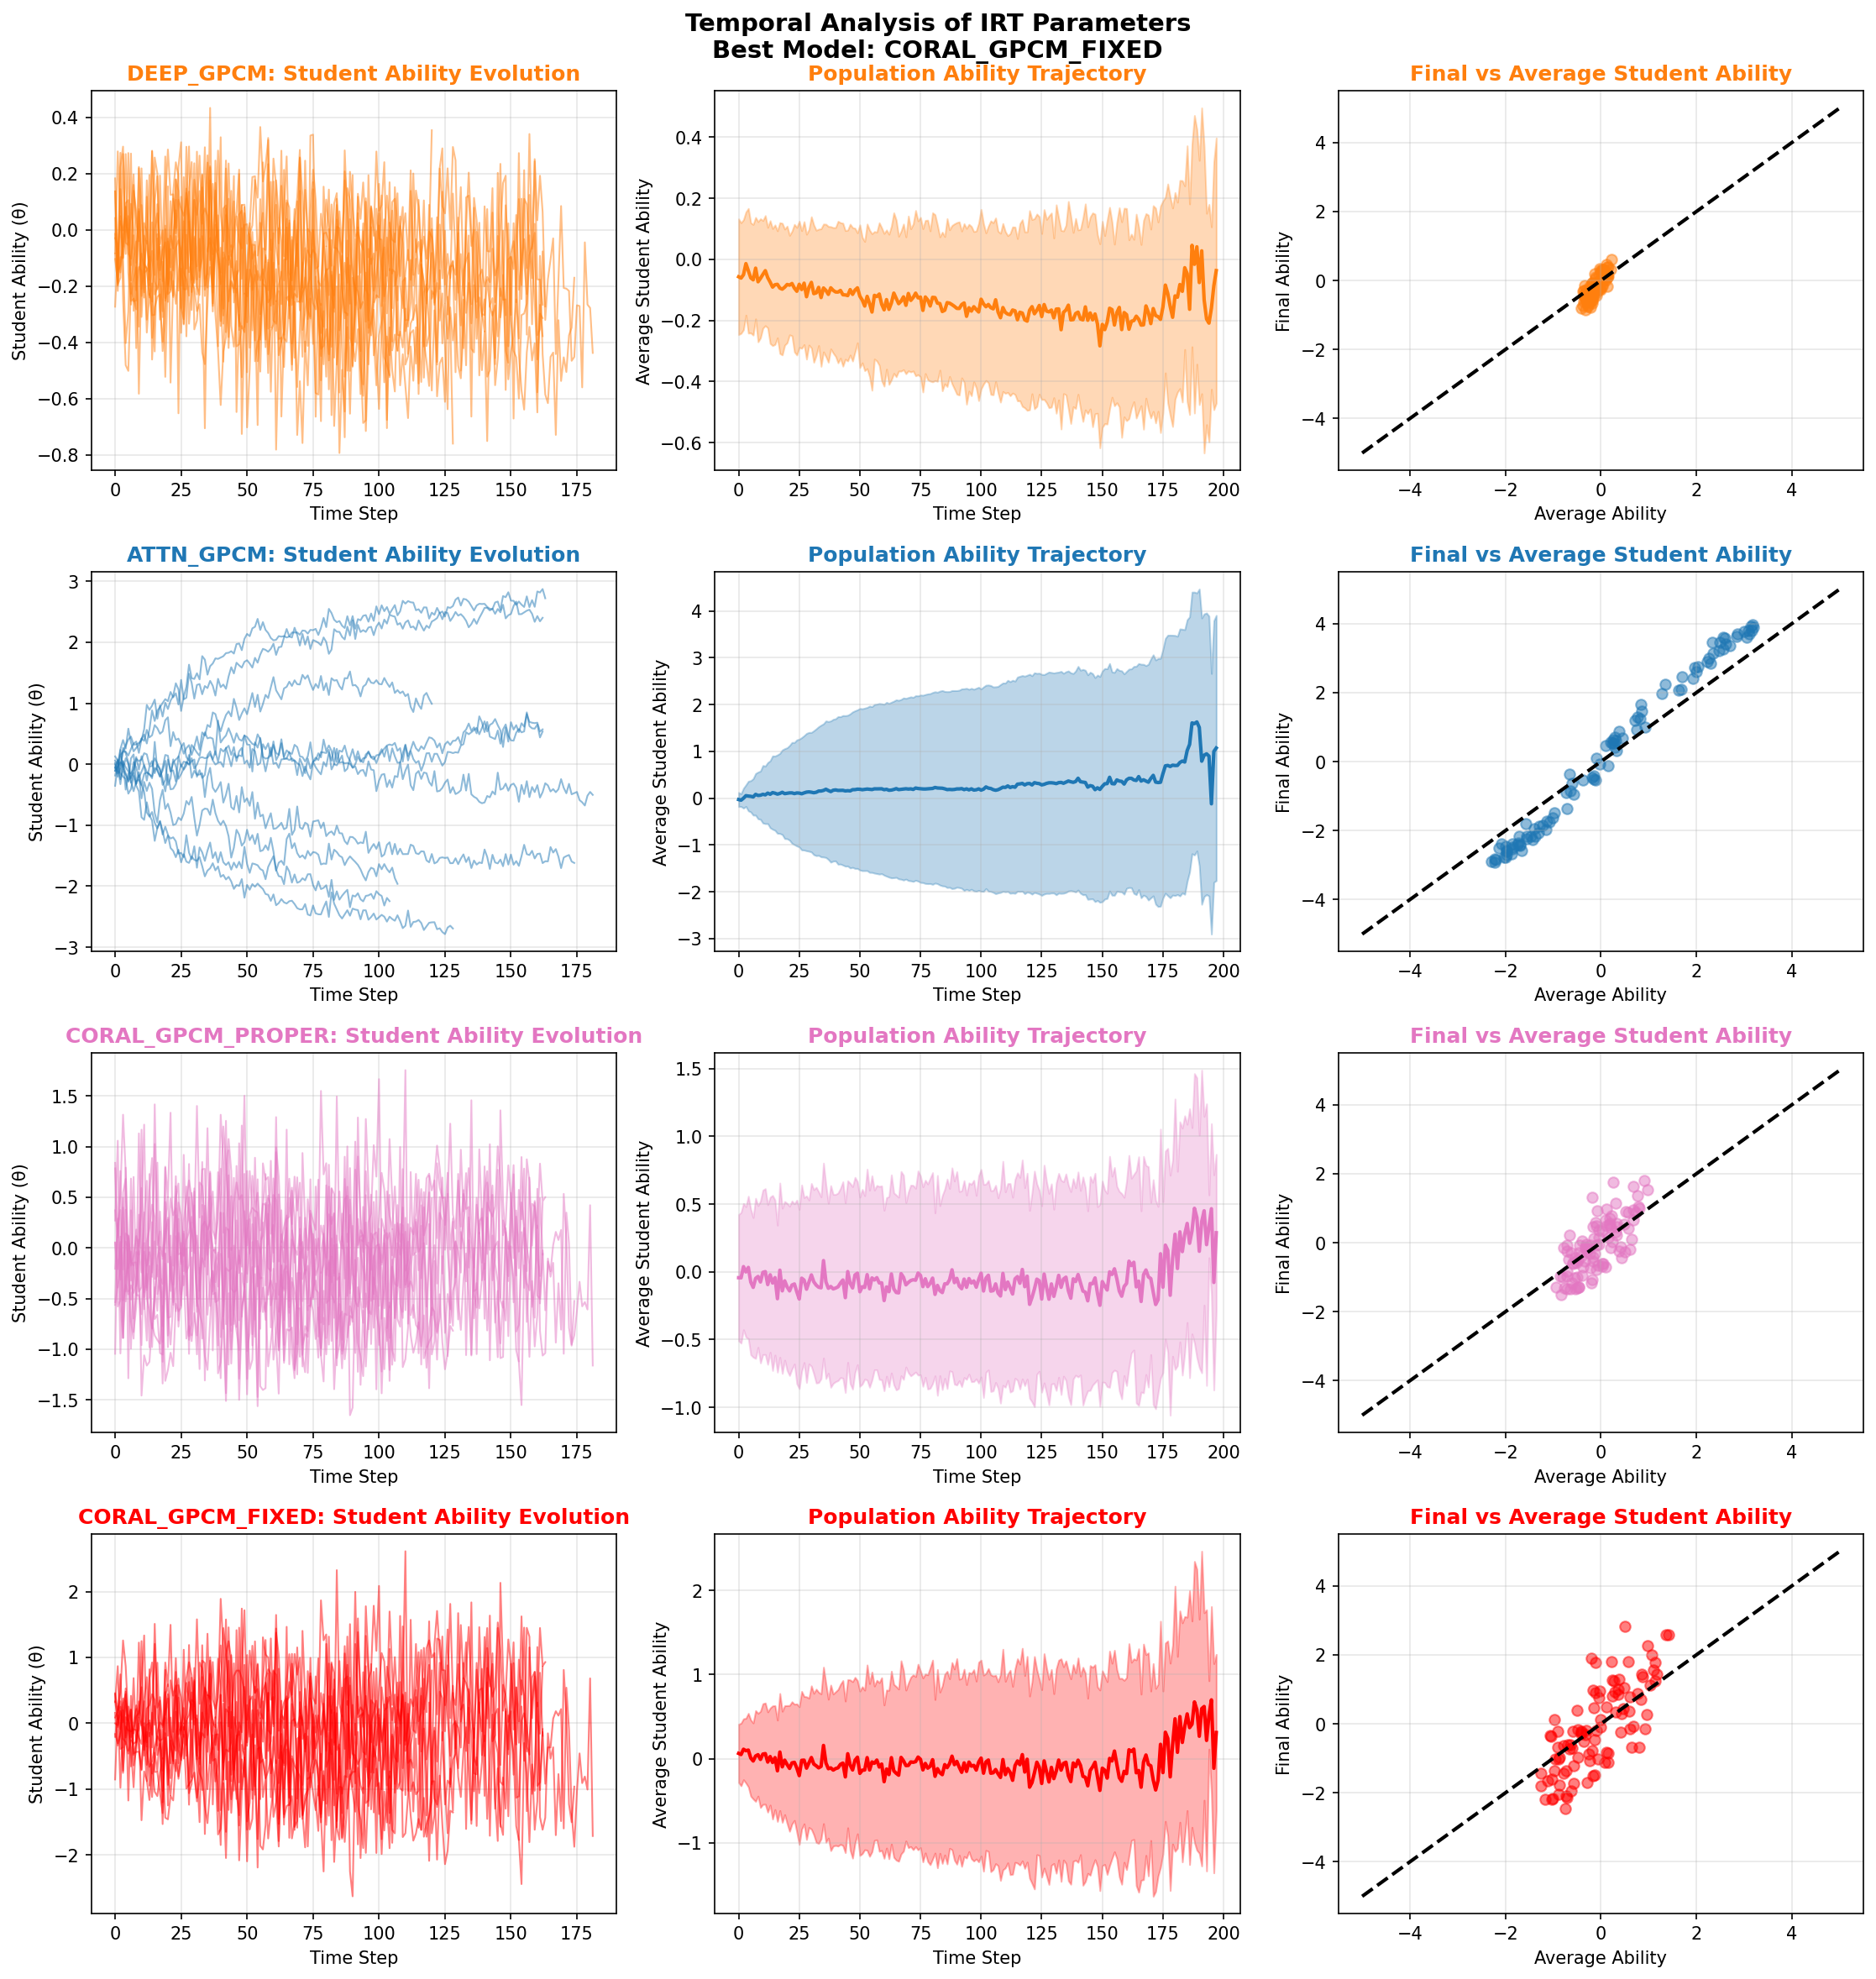 Temporal Analysis of IRT Parameters
Best Model: CORAL_GPCM_FIXED
DEEP_GPCM: Student Ability Evolution
0.4
0.2
0.0
−0.2
−0.4
−0.6
−0.8
Student Ability (θ)
0 25 50 75 100 125 150 175
Time Step
Population Ability Trajectory
0.4
0.2
0.0
−0.2
−0.4
−0.6
Average Student Ability
0 25 50 75 100 125 150 175 200
Time Step
Final vs Average Student Ability
4
2
0
−2
−4
Final Ability
−4 −2 0 2 4
Average Ability
ATTN_GPCM: Student Ability Evolution
3
2
1
0
−1
−2
−3
Student Ability (θ)
0 25 50 75 100 125 150 175
Time Step
Population Ability Trajectory
4
3
2
1
0
−1
−2
−3
Average Student Ability
0 25 50 75 100 125 150 175 200
Time Step
Final vs Average Student Ability
4
2
0
−2
−4
Final Ability
−4 −2 0 2 4
Average Ability
CORAL_GPCM_PROPER: Student Ability Evolution
1.5
1.0
0.5
0.0
−0.5
−1.0
−1.5
Student Ability (θ)
0 25 50 75 100 125 150 175
Time Step
Population Ability Trajectory
1.5
1.0
0.5
0.0
−0.5
−1.0
Average Student Ability
0 25 50 75 100 125 150 175 200
Time Step
Final vs Average Student Ability
4
2
0
−2
−4
Final Ability
−4 −2 0 2 4
Average Ability
CORAL_GPCM_FIXED: Student Ability Evolution
2
1
0
−1
−2
Student Ability (θ)
0 25 50 75 100 125 150 175
Time Step
Population Ability Trajectory
2
1
0
−1
Average Student Ability
0 25 50 75 100 125 150 175 200
Time Step
Final vs Average Student Ability
4
2
0
−2
−4
Final Ability
−4 −2 0 2 4
Average Ability